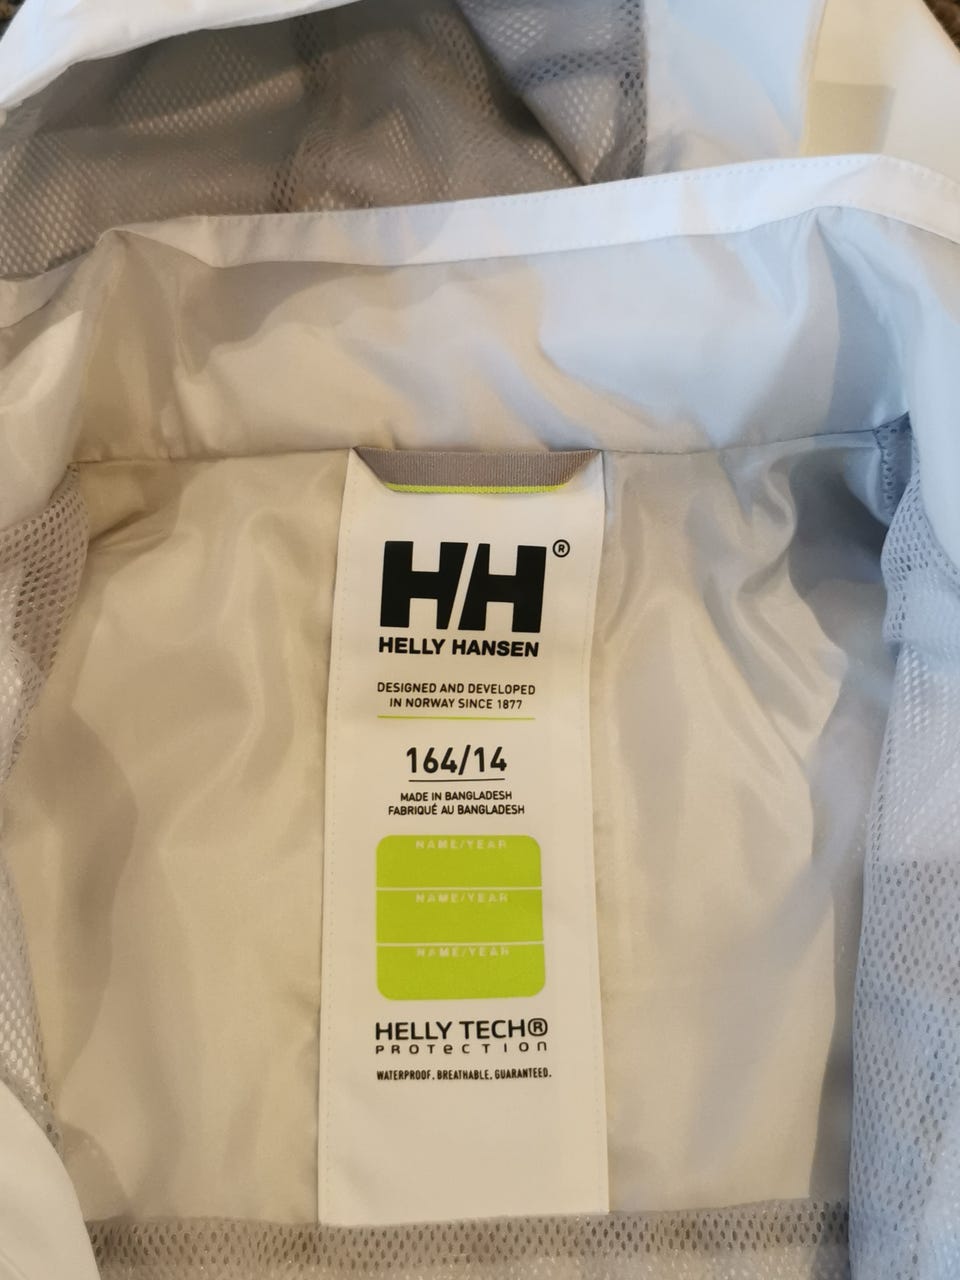 HH®
HELLY HANSEN
DESIGNED AND DEVELOPED
IN NORWAY SINCE 1877
164/14
MADE IN BANGLADESH
FABRIQUÉ AU BANGLADESH
NAME/YEAR
NAME/YEAR
NAME/YEAR
HELLY TECH®
PROTECTION
WATERPROOF. BREATHABLE. GUARANTEED.